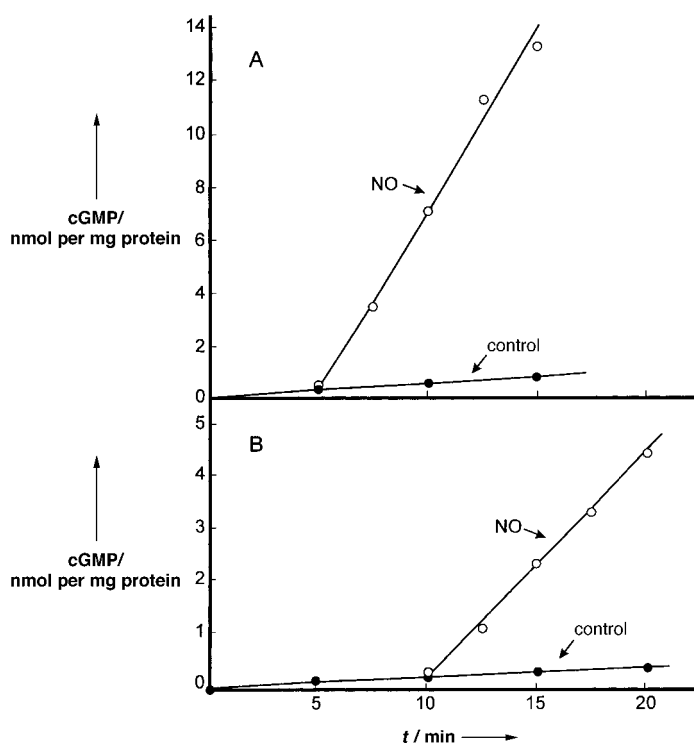 14
A
12
10
NO
8
cGMP/
nmol per mg protein
6
4
2
control
0
5
B
4
NO
3
cGMP/
nmol per mg protein
2
control
1
0
5
10
15
20
t / min